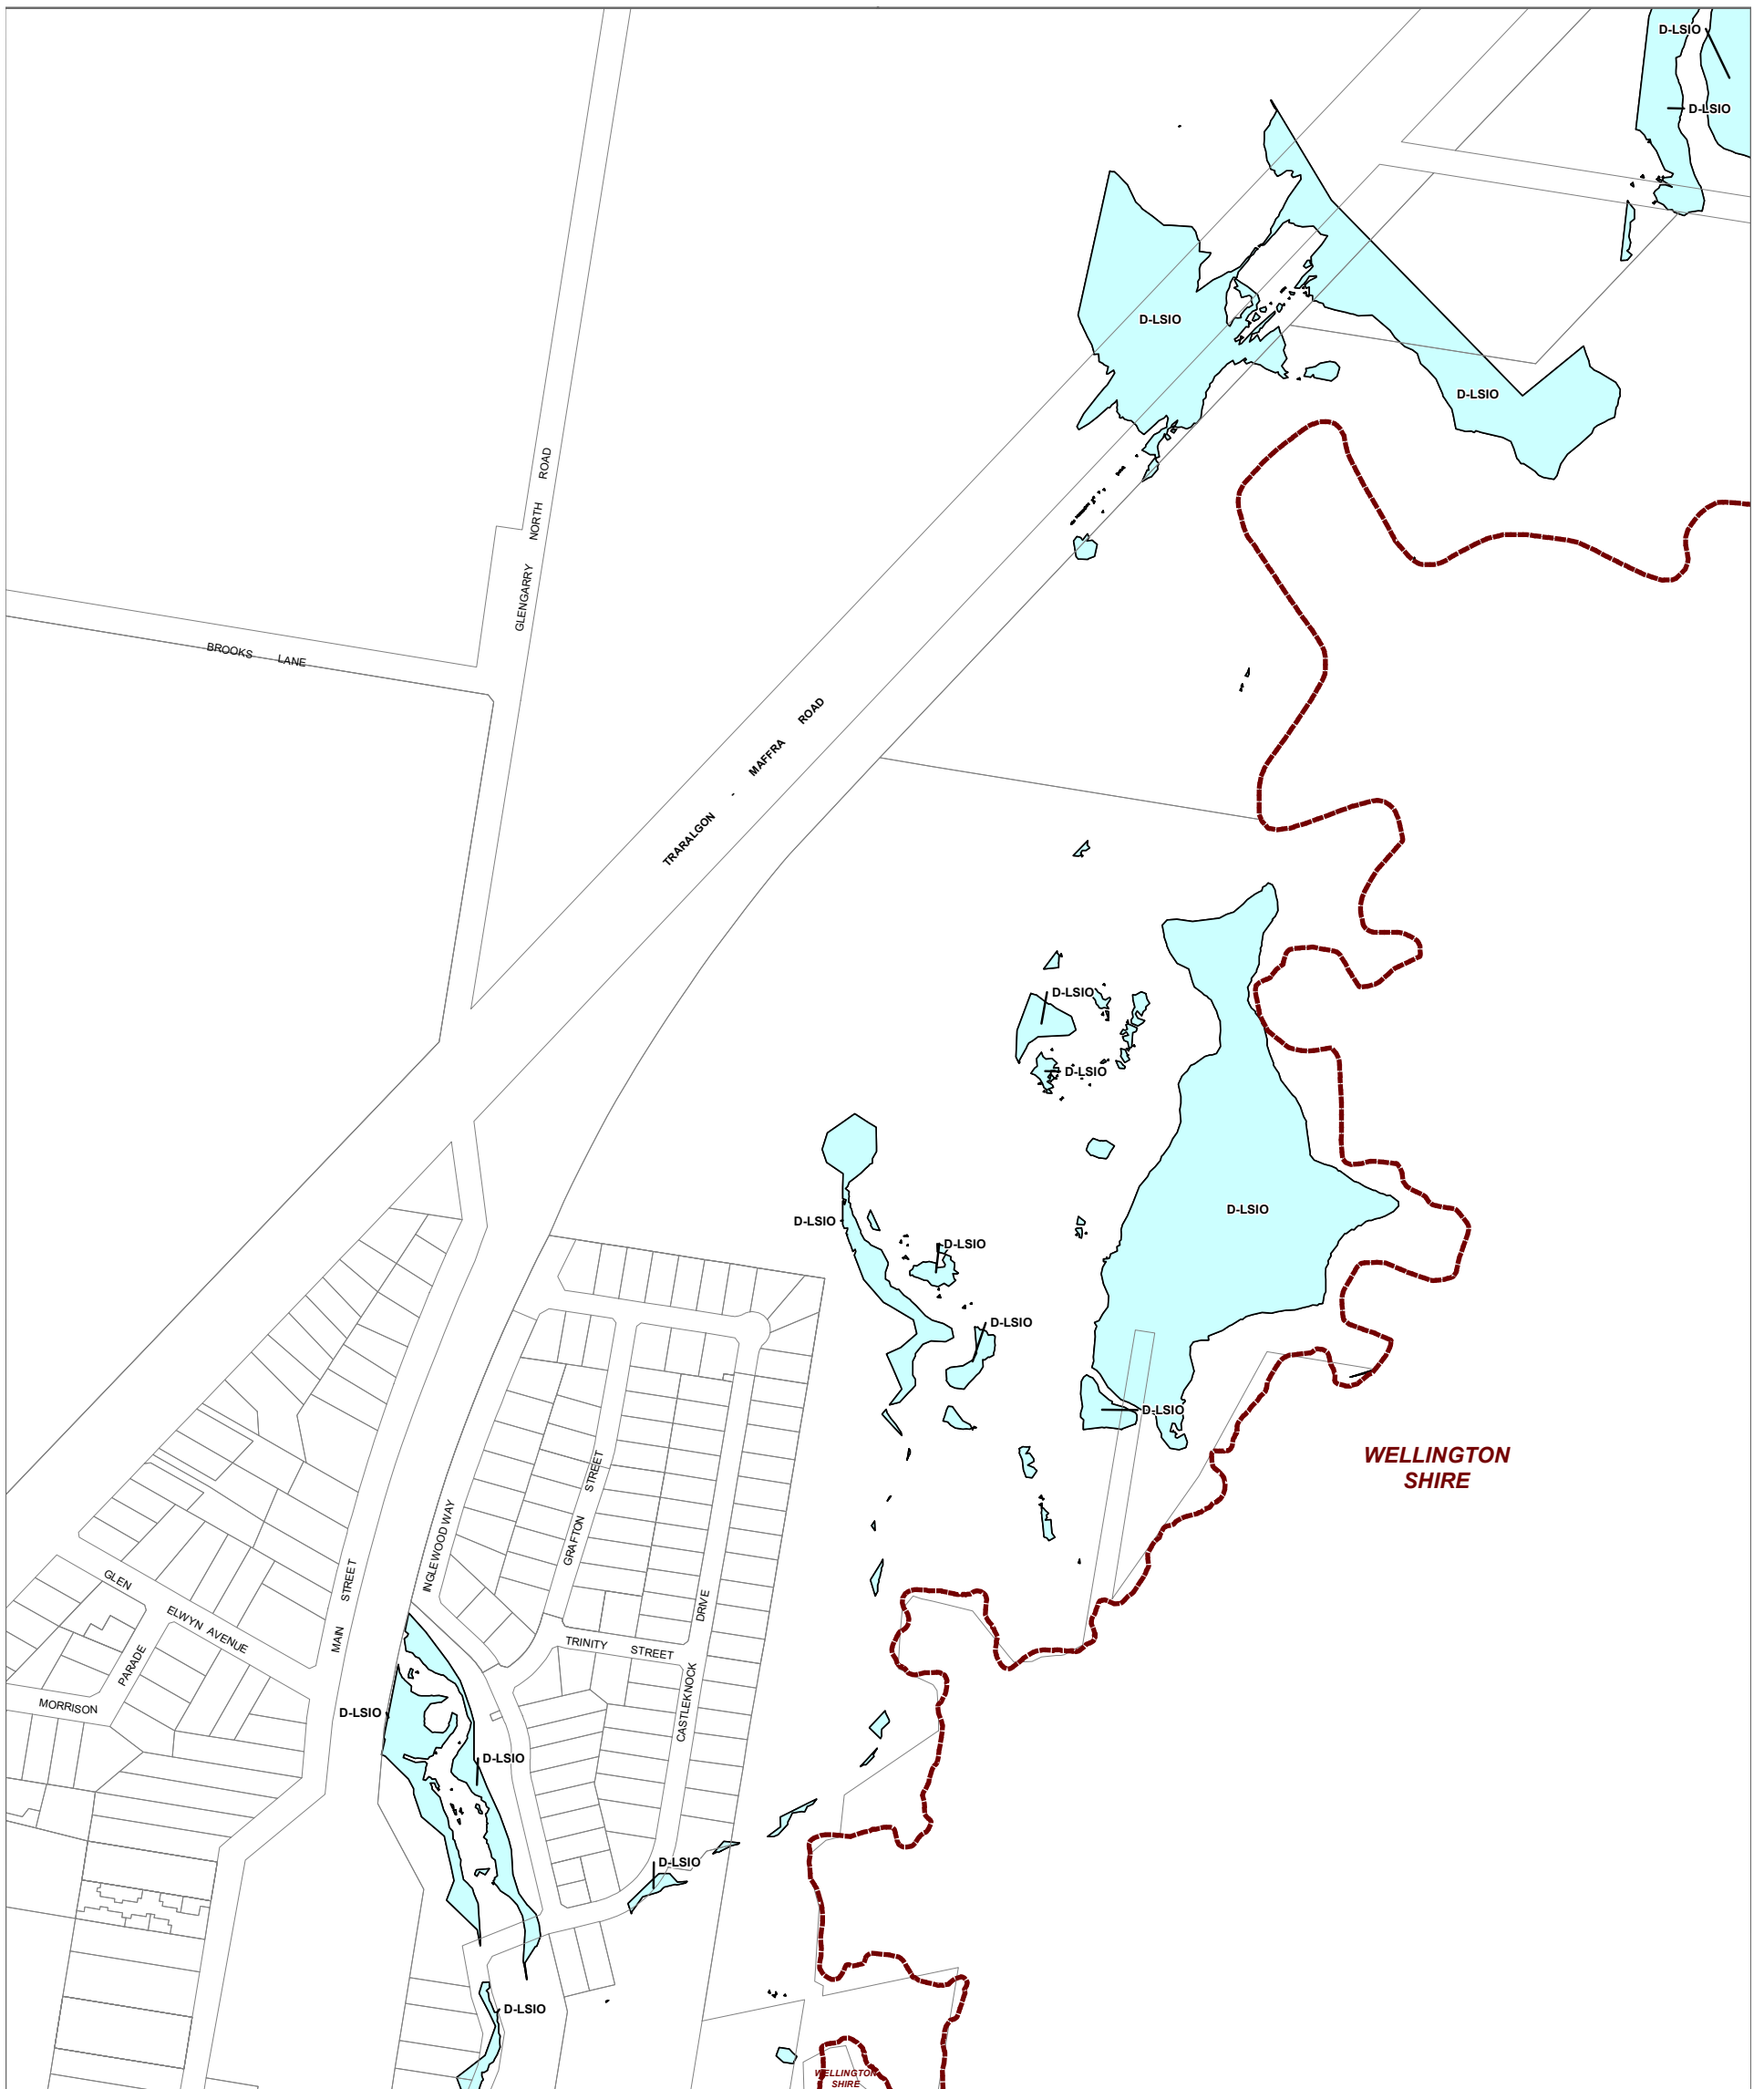 D-LSIO
D-LSIO
D-LSIO
D-LSIO
GLENGARRY NORTH ROAD
BROOKS LANE
TRARALGON - MAFFRA ROAD
D-LSIO
D-LSIO
D-LSIO
D-LSIO
D-LSIO
D-LSIO
D-LSIO
WELLINGTON
SHIRE
GRAFTON STREET
INGLEWOOD WAY
MAIN STREET
GLEN
ELWYN AVENUE
PARADE
MORRISON
TRINITY STREET
CASTLEKNOCK DRIVE
D-LSIO
D-LSIO
D-LSIO
D-LSIO
WELLINGTON
SHIRE